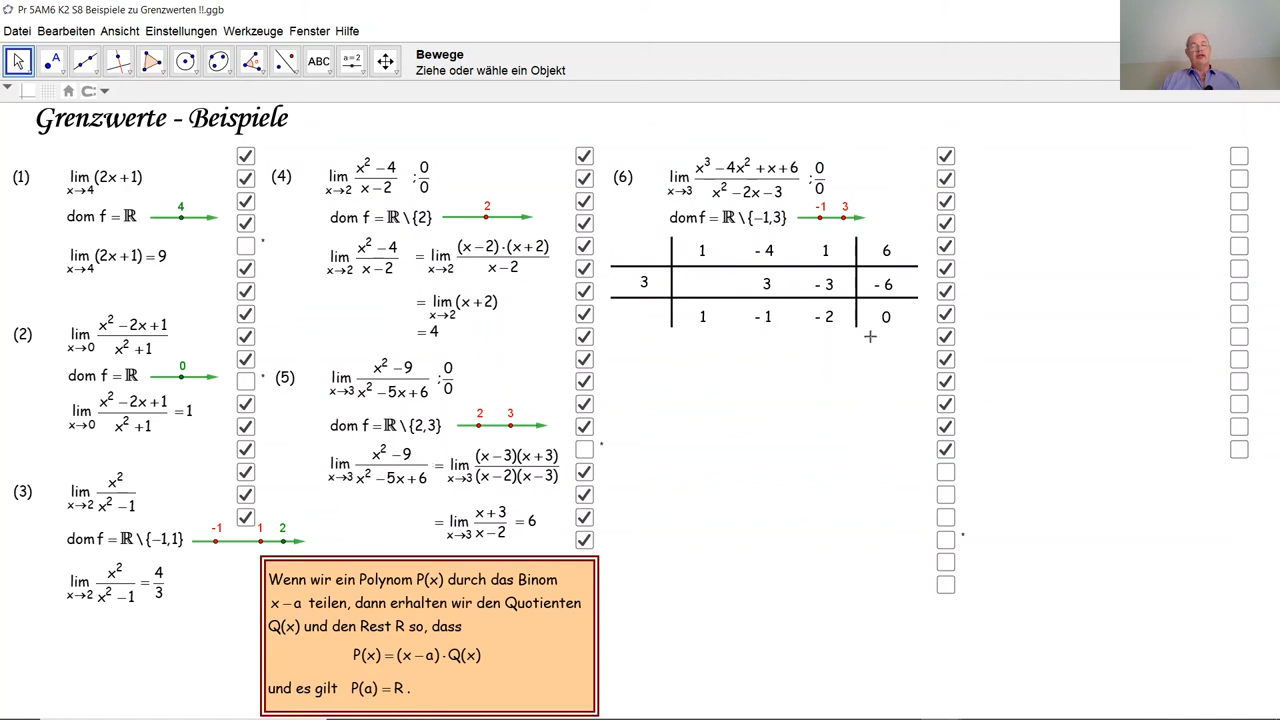 Pr 5AM6 K2 S8 Beispiele zu Grenzwerten !!.ggb
Datei Bearbeiten Ansicht Einstellungen Werkzeuge Fenster Hilfe
A
ABC
a=2
Bewege
Ziehe oder wähle ein Objekt
Grenzwerte - Beispiele
(1) lim x→4 (2x+1)
dom f = ℝ 4
lim x→4 (2x+1) = 9
(2) lim x→0 (x² −2x+1)/(x² +1)
dom f = ℝ 0
lim x→0 (x² −2x+1)/(x² +1) = 1
(3) lim x→2 x²/(x² −1)
dom f = ℝ \ {−1,1} -1 1 2
lim x→2 x²/(x² −1) = 4/3
(4) lim x→2 (x² −4)/(x−2) ; 0/0
dom f = ℝ \ {2} 2
lim x→2 (x² −4)/(x−2) = lim x→2 ((x−2)·(x+2))/(x−2)
= lim x→2 (x+2)
= 4
(5) lim x→3 (x² −9)/(x² −5x+6) ; 0/0
dom f = ℝ \ {2,3} 2 3
lim x→3 (x² −9)/(x² −5x+6) = lim x→3 ((x−3)(x+3))/((x−2)(x−3))
= lim x→3 (x+3)/(x−2) = 6
Wenn wir ein Polynom P(x) durch das Binom
x−a teilen, dann erhalten wir den Quotienten
Q(x) und den Rest R so, dass
P(x) = (x−a)·Q(x)
und es gilt P(a) = R .
(6) lim x→3 (x³ −4x² +x+6)/(x² −2x−3) ; 0/0
dom f = ℝ \ {−1,3} -1 3
1 - 4 1 6
3 3 - 3 - 6
1 - 1 - 2 0